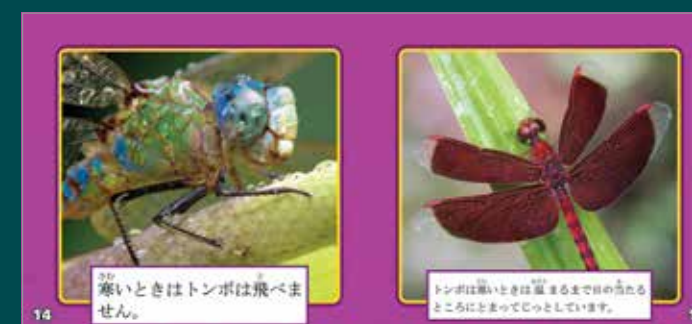 寒いときはトンボは飛べま
せん。
14
トンボは寒いときは温まるまで日の当たる
ところにとまってじっとしています。